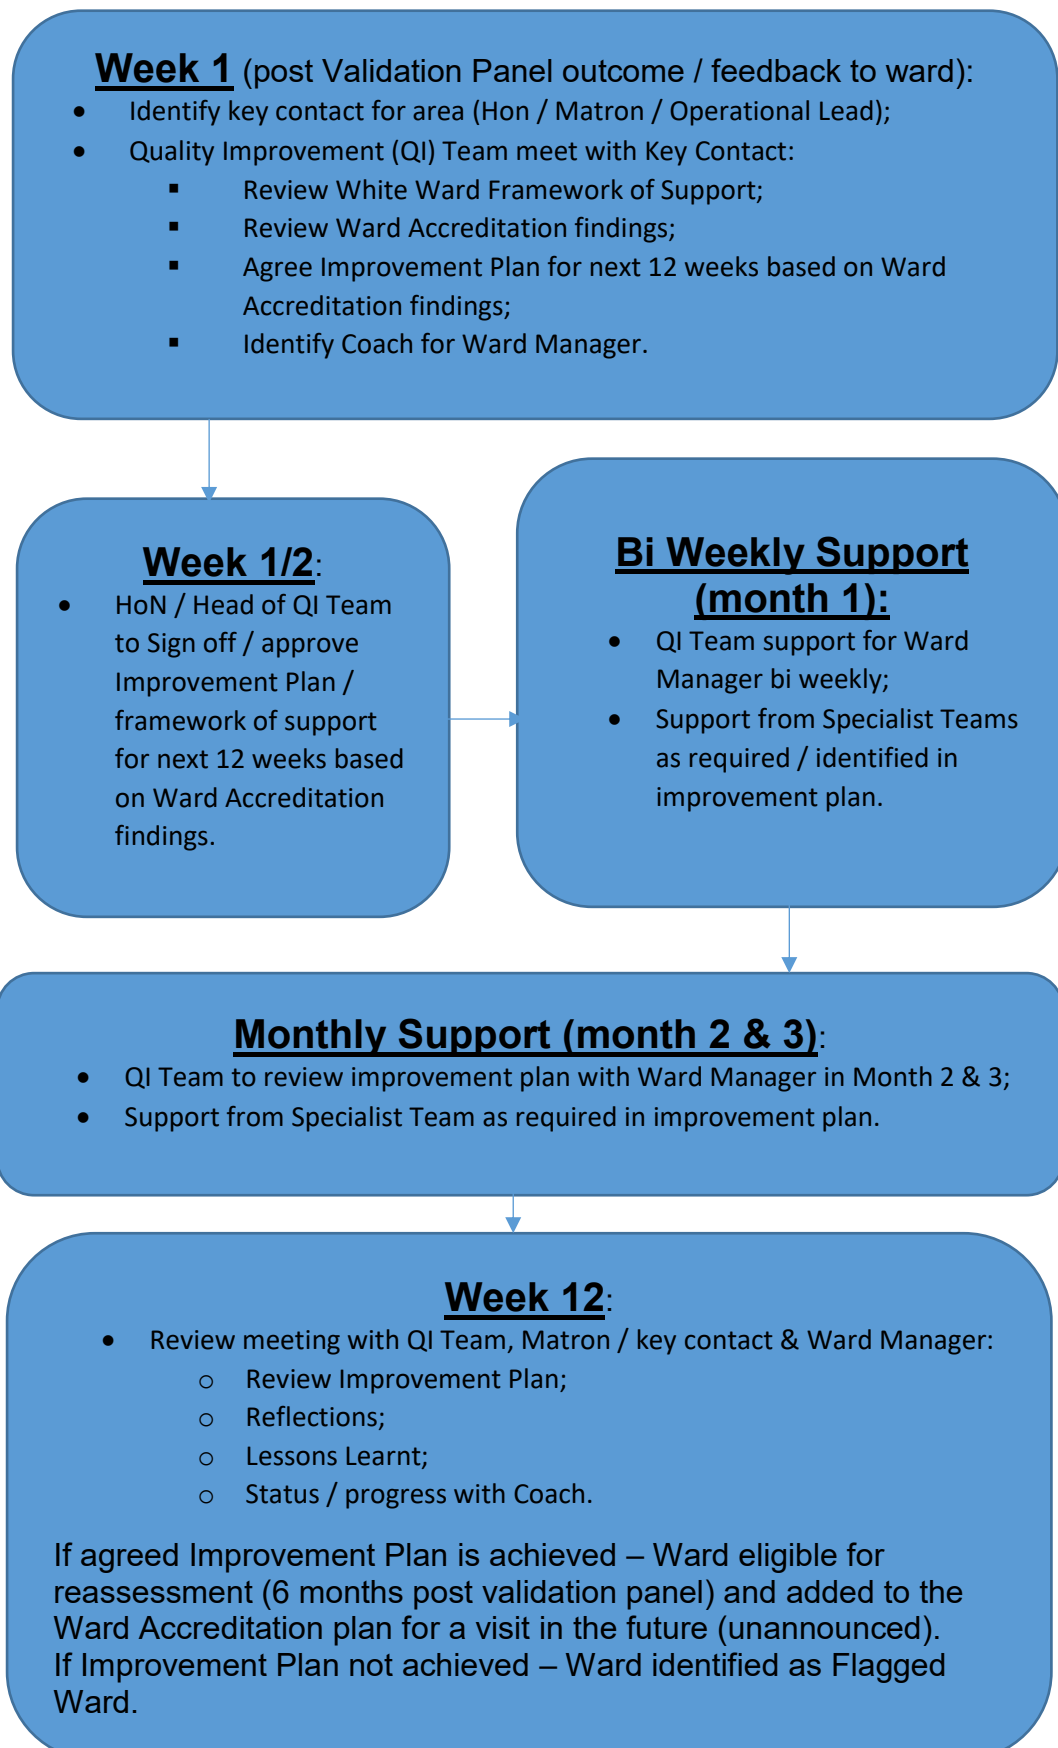 Week 1 (post Validation Panel outcome / feedback to ward):
• Identify key contact for area (Hon / Matron / Operational Lead);
• Quality Improvement (QI) Team meet with Key Contact:
▪ Review White Ward Framework of Support;
▪ Review Ward Accreditation findings;
▪ Agree Improvement Plan for next 12 weeks based on Ward
Accreditation findings;
▪ Identify Coach for Ward Manager.
Week 1/2:
• HoN / Head of QI Team
to Sign off / approve
Improvement Plan /
framework of support
for next 12 weeks based
on Ward Accreditation
findings.
Bi Weekly Support
(month 1):
• QI Team support for Ward
Manager bi weekly;
• Support from Specialist Teams
as required / identified in
improvement plan.
Monthly Support (month 2 & 3):
• QI Team to review improvement plan with Ward Manager in Month 2 & 3;
• Support from Specialist Team as required in improvement plan.
Week 12:
• Review meeting with QI Team, Matron / key contact & Ward Manager:
o Review Improvement Plan;
o Reflections;
o Lessons Learnt;
o Status / progress with Coach.
If agreed Improvement Plan is achieved – Ward eligible for
reassessment (6 months post validation panel) and added to the
Ward Accreditation plan for a visit in the future (unannounced).
If Improvement Plan not achieved – Ward identified as Flagged
Ward.